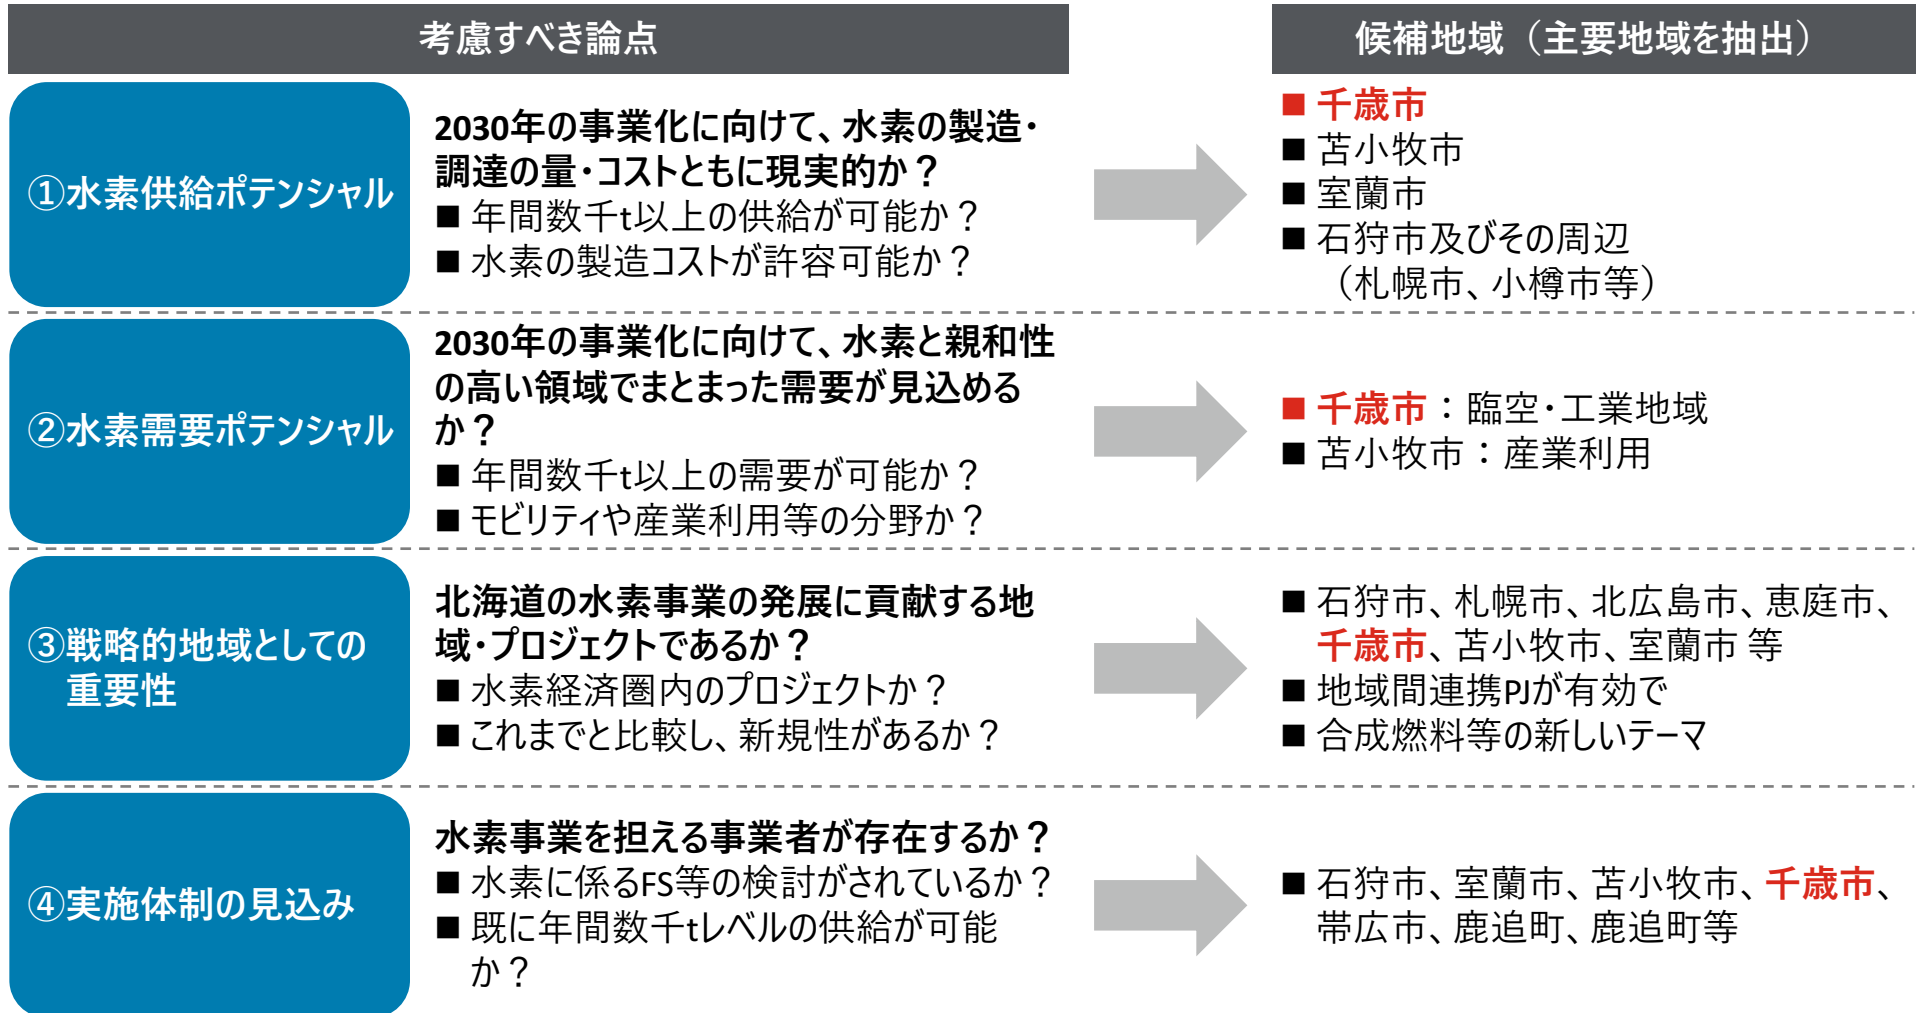 考慮すべき論点
候補地域（主要地域を抽出）
①水素供給ポテンシャル
2030年の事業化に向けて、水素の製造・
調達の量・コストともに現実的か？
■ 年間数千t以上の供給が可能か？
■ 水素の製造コストが許容可能か？
■ 千歳市
■ 苫小牧市
■ 室蘭市
■ 石狩市及びその周辺
（札幌市、小樽市等）
②水素需要ポテンシャル
2030年の事業化に向けて、水素と親和性
の高い領域でまとまった需要が見込める
か？
■ 年間数千t以上の需要が可能か？
■ モビリティや産業利用等の分野か？
■ 千歳市：臨空・工業地域
■ 苫小牧市：産業利用
③戦略的地域としての
重要性
北海道の水素事業の発展に貢献する地
域・プロジェクトであるか？
■ 水素経済圏内のプロジェクトか？
■ これまでと比較し、新規性があるか？
■ 石狩市、札幌市、北広島市、恵庭市、
千歳市、苫小牧市、室蘭市 等
■ 地域間連携PJが有効で
■ 合成燃料等の新しいテーマ
④実施体制の見込み
水素事業を担える事業者が存在するか？
■ 水素に係るFS等の検討がされているか？
■ 既に年間数千tレベルの供給が可能
か？
■ 石狩市、室蘭市、苫小牧市、千歳市、
帯広市、鹿追町、鹿追町等